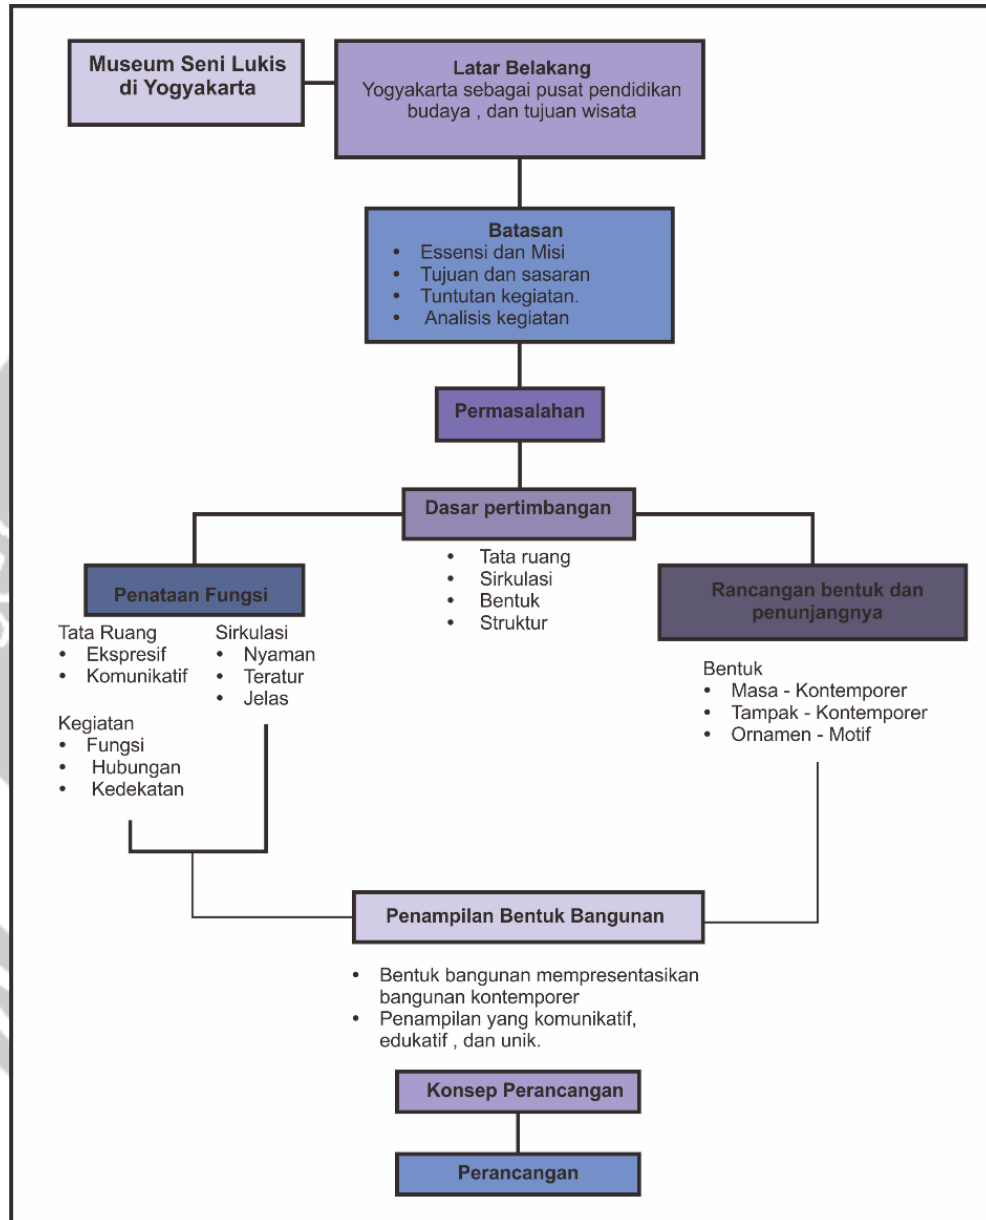 Museum Seni Lukis
di Yogyakarta
Latar Belakang
Yogyakarta sebagai pusat pendidikan
budaya , dan tujuan wisata
Batasan
• Essensi dan Misi
• Tujuan dan sasaran
• Tuntutan kegiatan.
• Analisis kegiatan
Permasalahan
Dasar pertimbangan
• Tata ruang
• Sirkulasi
• Bentuk
• Struktur
Penataan Fungsi
Tata Ruang
• Ekspresif
• Komunikatif
Sirkulasi
• Nyaman
• Teratur
• Jelas
Kegiatan
• Fungsi
• Hubungan
• Kedekatan
Rancangan bentuk dan
penunjangnya
Bentuk
• Masa - Kontemporer
• Tampak - Kontemporer
• Ornamen - Motif
Penampilan Bentuk Bangunan
• Bentuk bangunan mempresentasikan
bangunan kontemporer
• Penampilan yang komunikatif,
edukatif , dan unik.
Konsep Perancangan
Perancangan